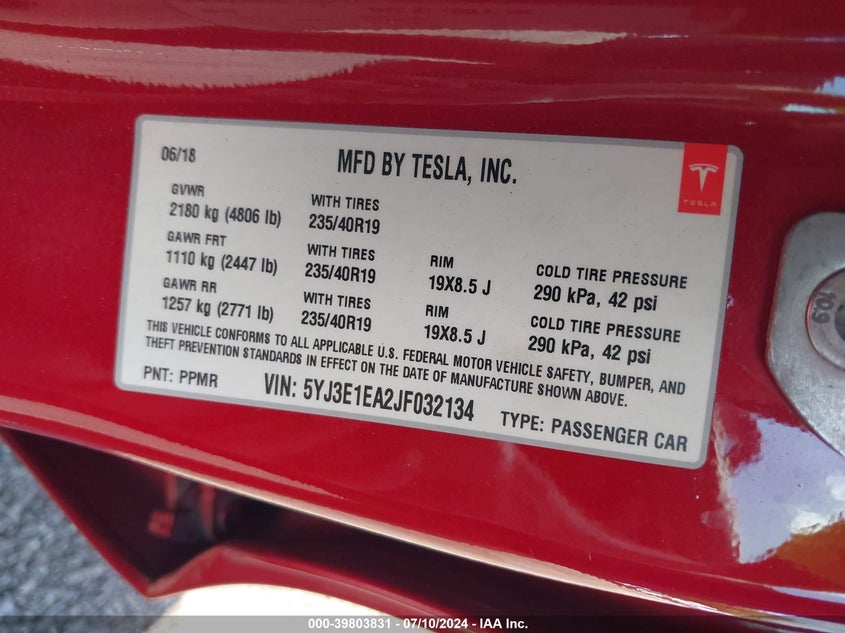 06/18
MFD BY TESLA, INC.
TESLA
GVWR
2180 kg (4806 lb)
WITH TIRES
235/40R19
GAWR FRT
1110 kg (2447 lb)
WITH TIRES
235/40R19
RIM
19X8.5 J
COLD TIRE PRESSURE
290 kPa, 42 psi
GAWR RR
1257 kg (2771 lb)
WITH TIRES
235/40R19
RIM
19X8.5 J
COLD TIRE PRESSURE
290 kPa, 42 psi
THIS VEHICLE CONFORMS TO ALL APPLICABLE U.S. FEDERAL MOTOR VEHICLE SAFETY, BUMPER, AND
THEFT PREVENTION STANDARDS IN EFFECT ON THE DATE OF MANUFACTURE SHOWN ABOVE.
PNT: PPMR
VIN: 5YJ3E1EA2JF032134
TYPE: PASSENGER CAR
10.9
000-39803831 - 07/10/2024 - IAA Inc.